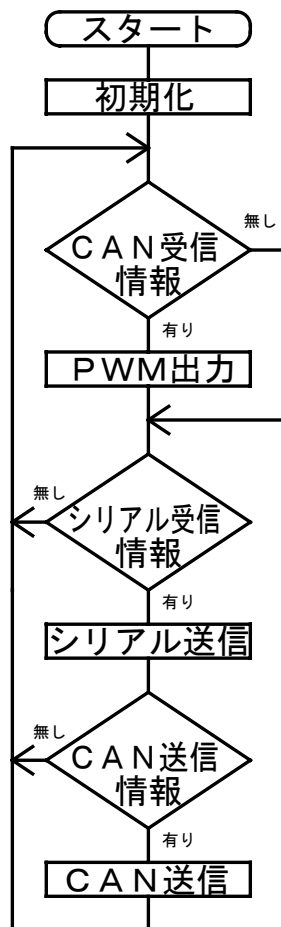 スタート
初期化
無し
ＣＡＮ受信
情報
有り
ＰＷＭ出力
無し
シリアル受信
情報
有り
シリアル送信
無し
ＣＡＮ送信
情報
有り
ＣＡＮ送信